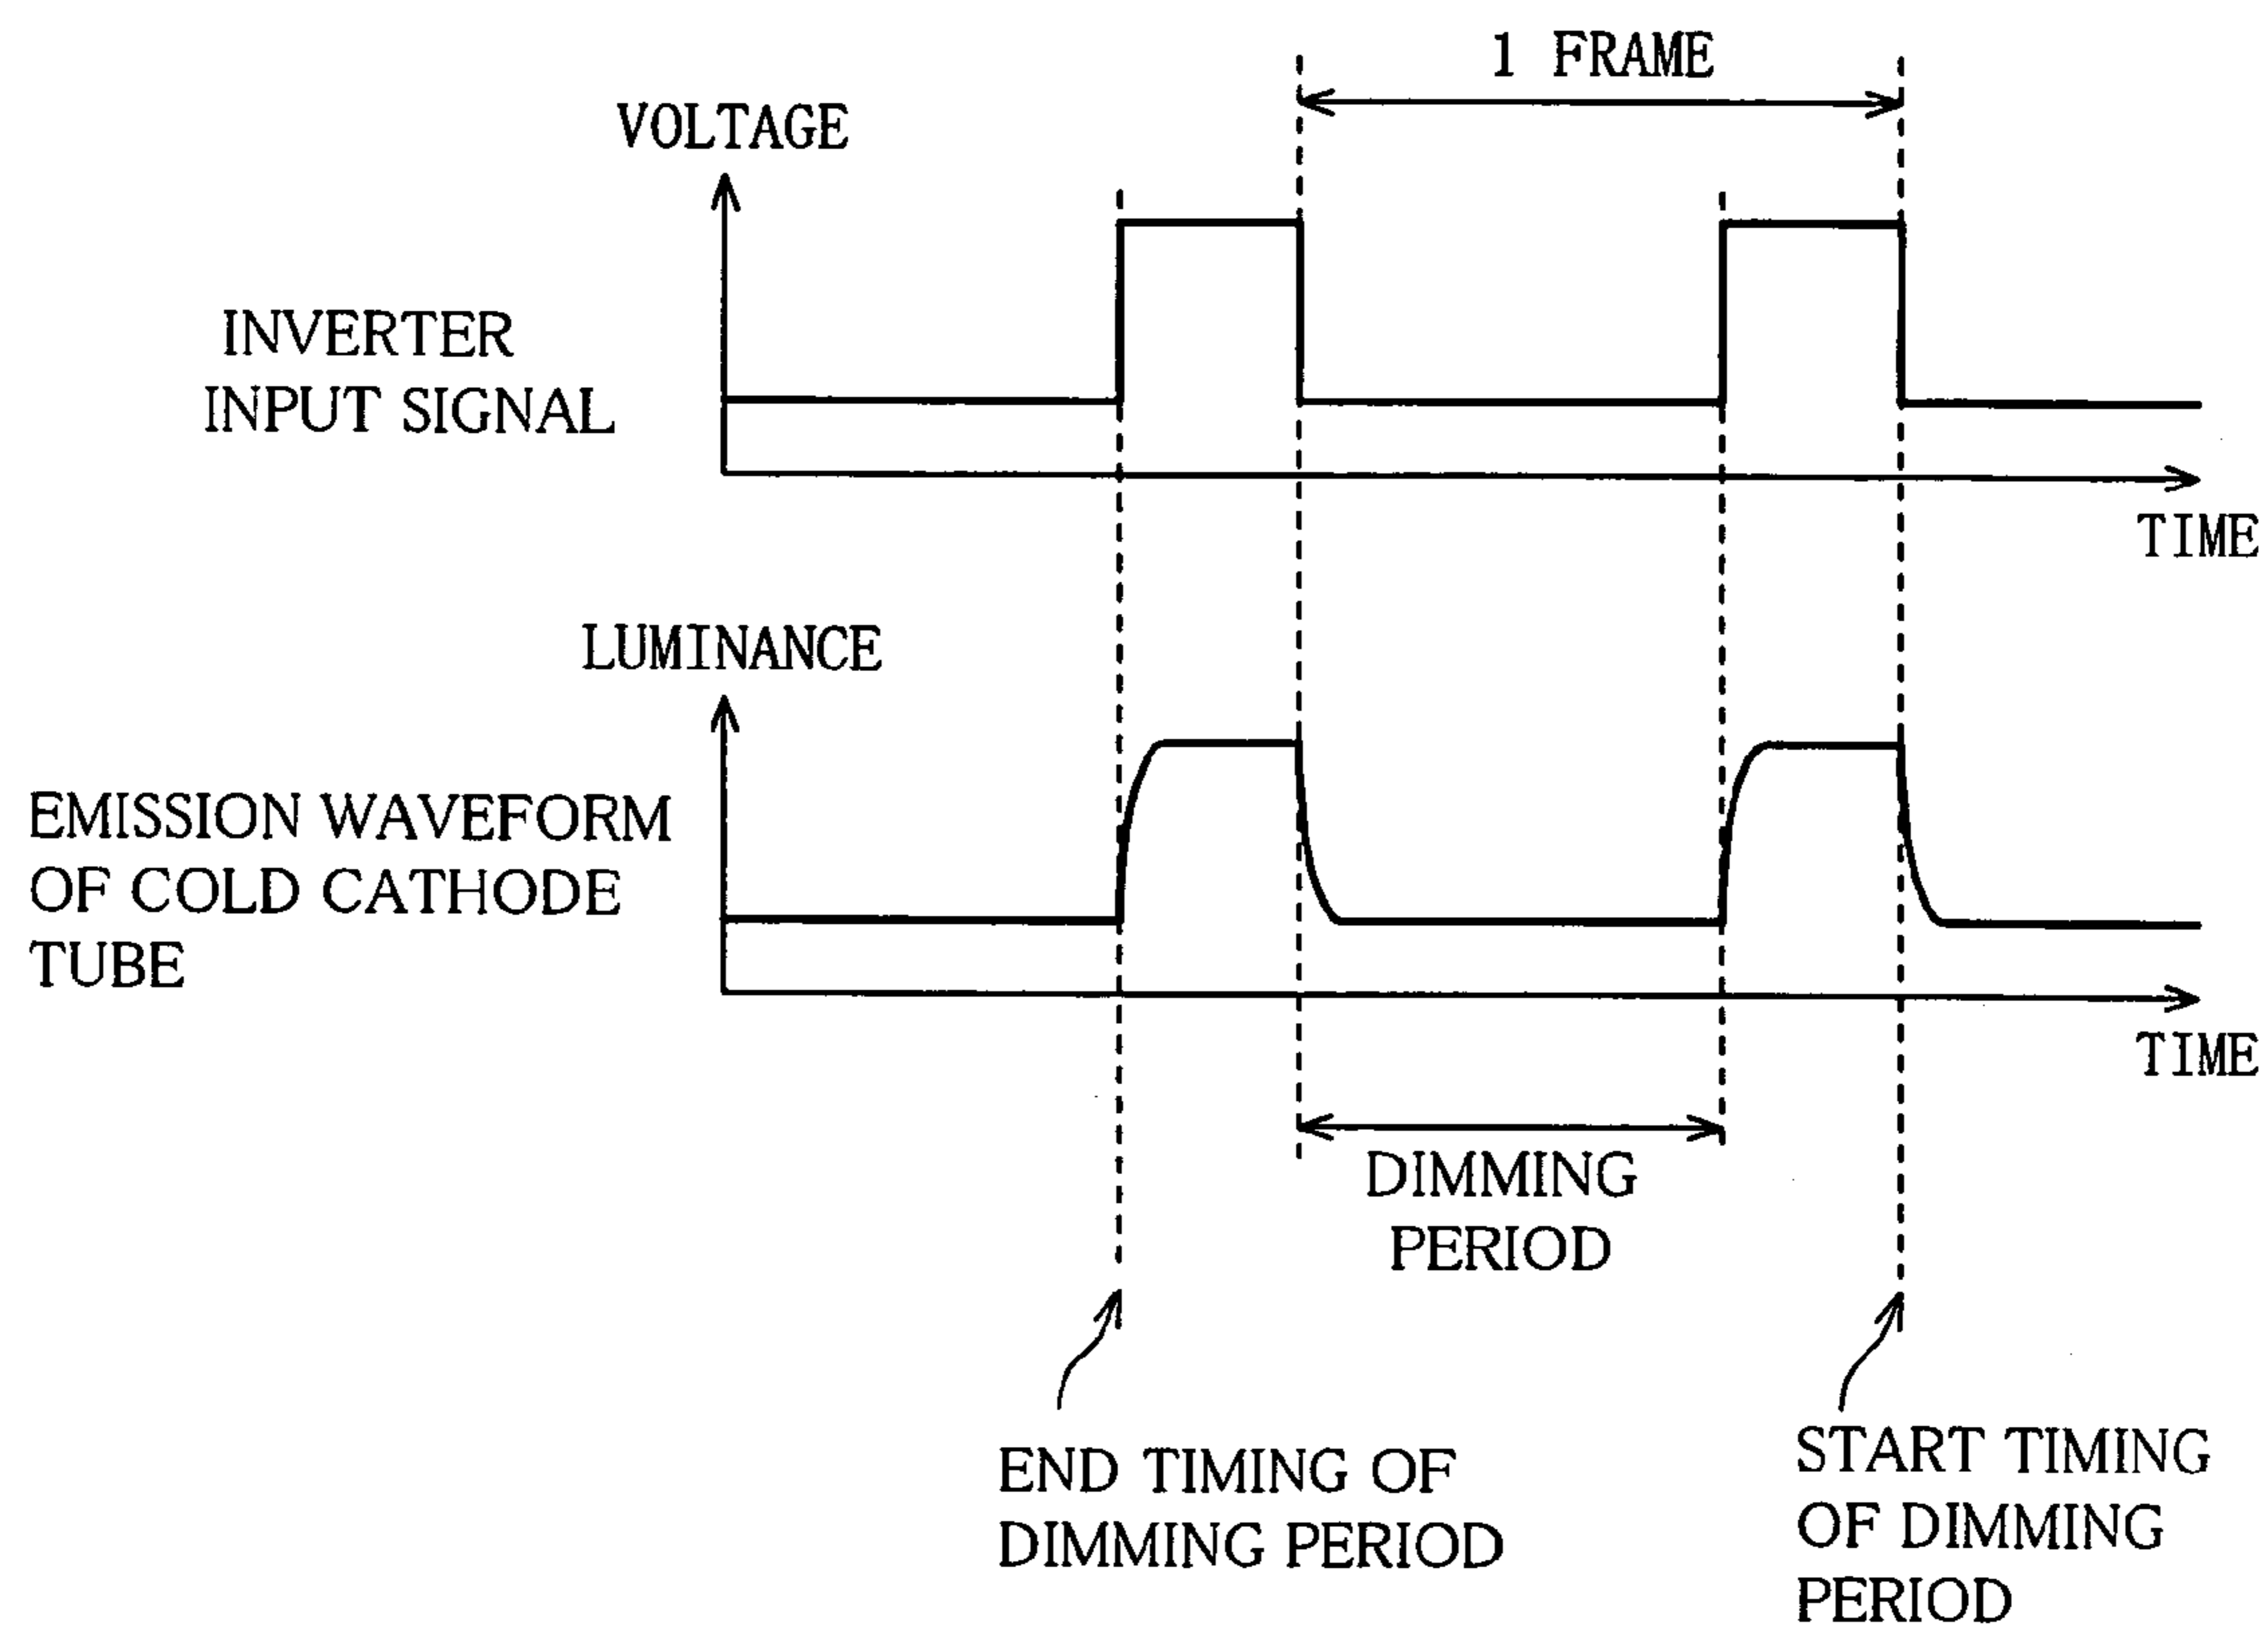 1 FRAME
VOLTAGE
INVERTER
INPUT SIGNAL
TIME
LUMINANCE
EMISSION WAVEFORM
OF COLD CATHODE
TUBE
TIME
DIMMING
PERIOD
END TIMING OF
DIMMING PERIOD
START TIMING
OF DIMMING
PERIOD